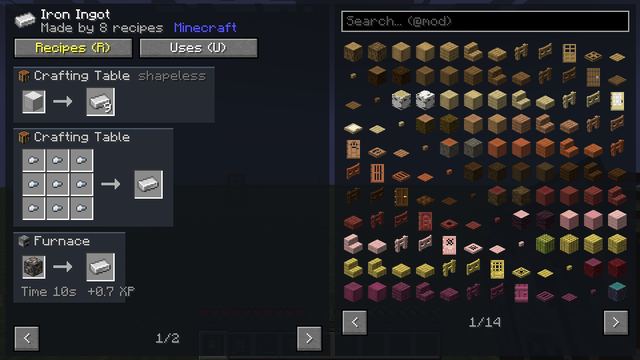 Iron Ingot
Made by 8 recipes Minecraft
Recipes (R)
Uses (U)
Crafting Table shapeless
9
Crafting Table
Furnace
Time 10s +0.7 XP
< 1/2 >
Search... (@mod)
< 1/14 >